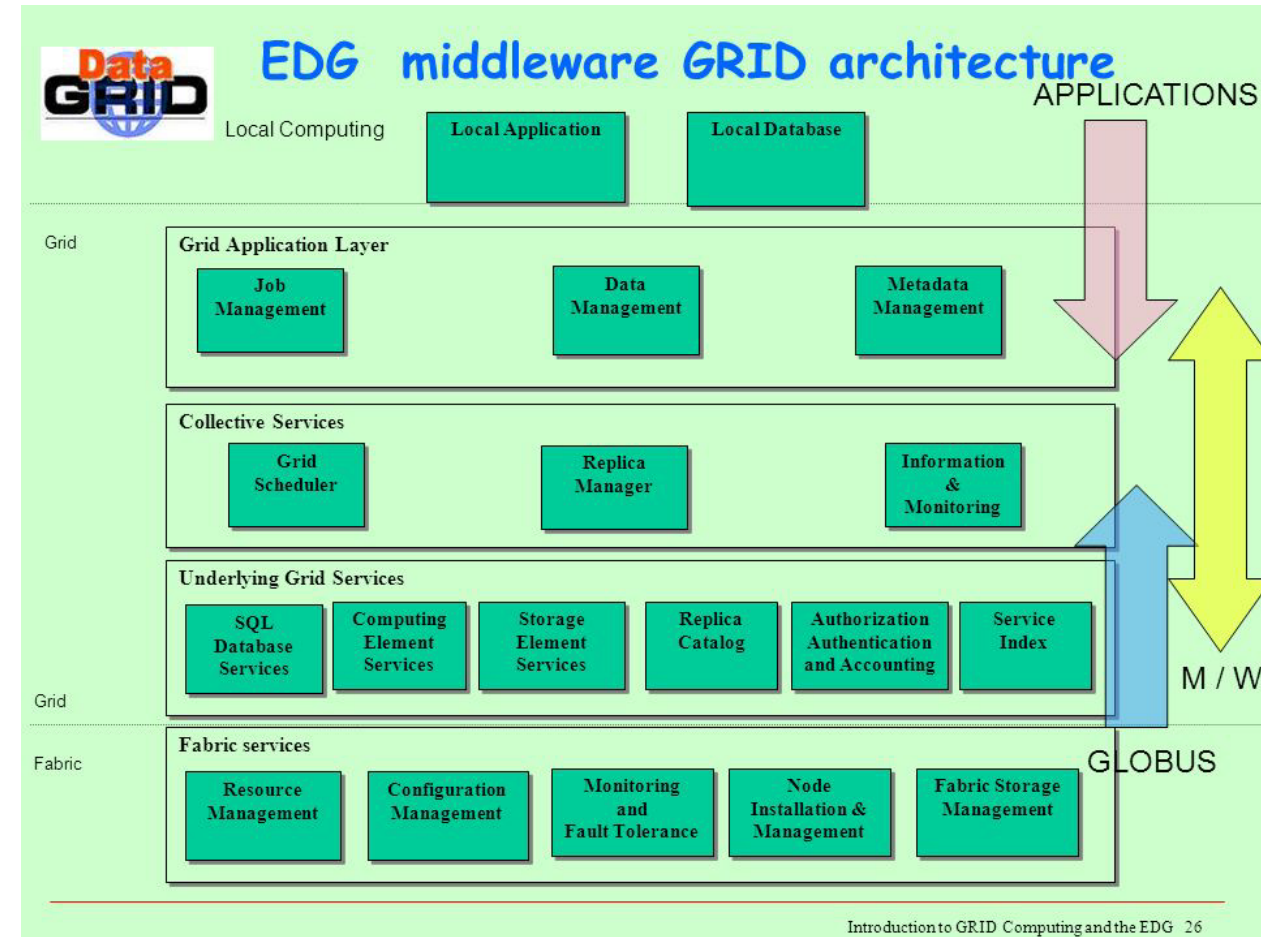 Data
GRID
EDG middleware GRID architecture
APPLICATIONS
Local Computing
Local Application
Local Database
Grid
Grid Application Layer
Job
Management
Data
Management
Metadata
Management
Collective Services
Grid
Scheduler
Replica
Manager
Information
&
Monitoring
Underlying Grid Services
SQL
Database
Services
Computing
Element
Services
Storage
Element
Services
Replica
Catalog
Authorization
Authentication
and Accounting
Service
Index
M / W
Grid
Fabric
Fabric services
GLOBUS
Resource
Management
Configuration
Management
Monitoring
and
Fault Tolerance
Node
Installation &
Management
Fabric Storage
Management
Introduction to GRID Computing and the EDG 26